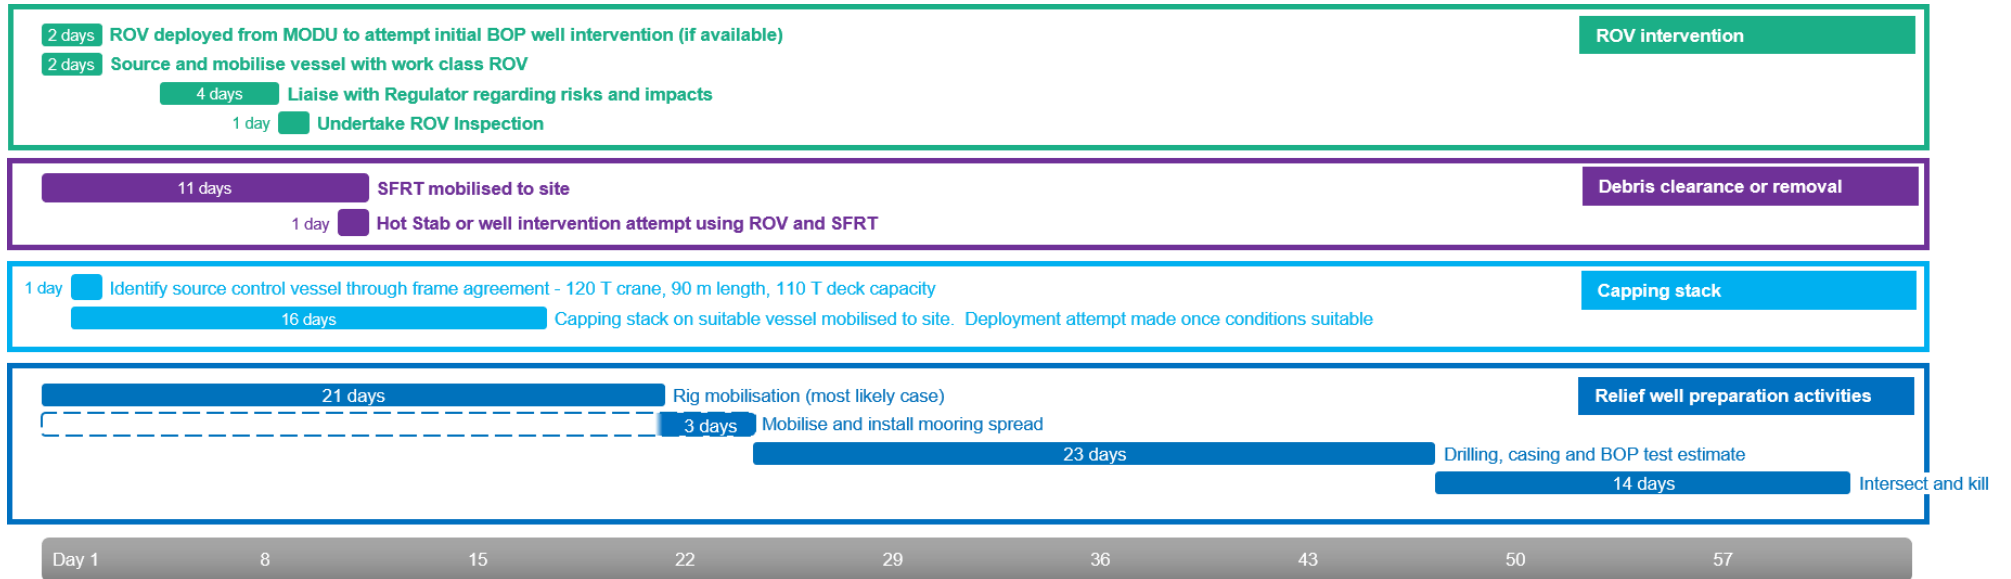 2 days ROV deployed from MODU to attempt initial BOP well intervention (if available)
ROV intervention
2 days Source and mobilise vessel with work class ROV
4 days Liaise with Regulator regarding risks and impacts
1 day Undertake ROV Inspection
11 days SFRT mobilised to site
Debris clearance or removal
1 day Hot Stab or well intervention attempt using ROV and SFRT
1 day Identify source control vessel through frame agreement - 120 T crane, 90 m length, 110 T deck capacity
Capping stack
16 days Capping stack on suitable vessel mobilised to site. Deployment attempt made once conditions suitable
21 days Rig mobilisation (most likely case)
Relief well preparation activities
3 days Mobilise and install mooring spread
23 days Drilling, casing and BOP test estimate
14 days Intersect and kill
Day 1 8 15 22 29 36 43 50 57